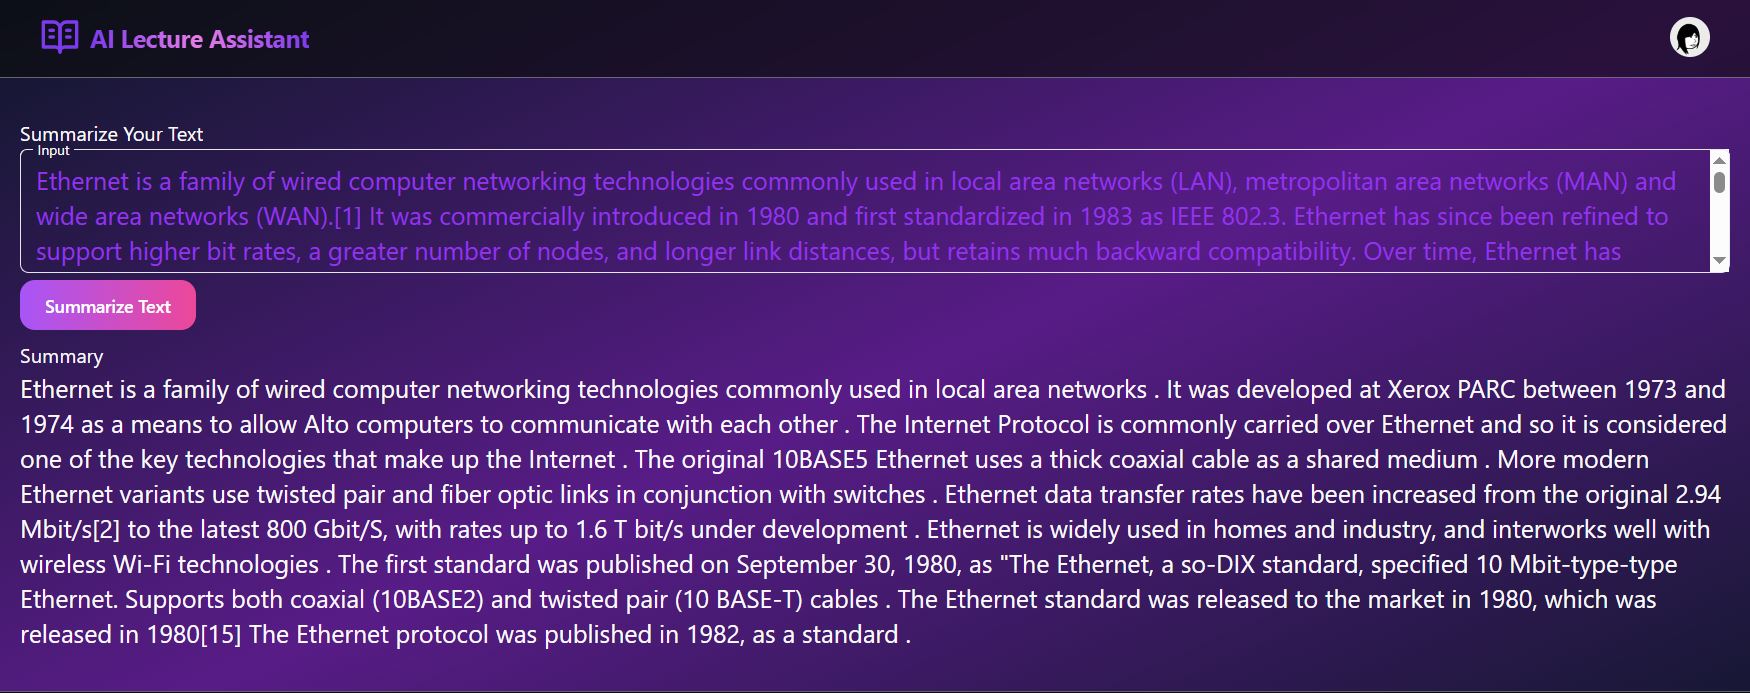 AI Lecture Assistant
Summarize Your Text
Input
Ethernet is a family of wired computer networking technologies commonly used in local area networks (LAN), metropolitan area networks (MAN) and
wide area networks (WAN).[1] It was commercially introduced in 1980 and first standardized in 1983 as IEEE 802.3. Ethernet has since been refined to
support higher bit rates, a greater number of nodes, and longer link distances, but retains much backward compatibility. Over time, Ethernet has
Summarize Text
Summary
Ethernet is a family of wired computer networking technologies commonly used in local area networks . It was developed at Xerox PARC between 1973 and
1974 as a means to allow Alto computers to communicate with each other . The Internet Protocol is commonly carried over Ethernet and so it is considered
one of the key technologies that make up the Internet . The original 10BASE5 Ethernet uses a thick coaxial cable as a shared medium . More modern
Ethernet variants use twisted pair and fiber optic links in conjunction with switches . Ethernet data transfer rates have been increased from the original 2.94
Mbit/s[2] to the latest 800 Gbit/S, with rates up to 1.6 T bit/s under development . Ethernet is widely used in homes and industry, and interworks well with
wireless Wi-Fi technologies . The first standard was published on September 30, 1980, as "The Ethernet, a so-DIX standard, specified 10 Mbit-type-type
Ethernet. Supports both coaxial (10BASE2) and twisted pair (10 BASE-T) cables . The Ethernet standard was released to the market in 1980, which was
released in 1980[15] The Ethernet protocol was published in 1982, as a standard .